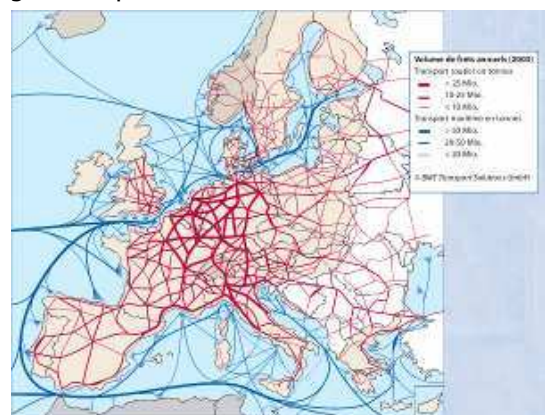 Volume de frets annuels (2000)
Transport routier en tonnes
> 25 Mio.
10-25 Mio.
< 10 Mio.
Transport maritime en tonnes
> 50 Mio.
20-50 Mio.
< 20 Mio.
© BMT Transport Solutions GmbH